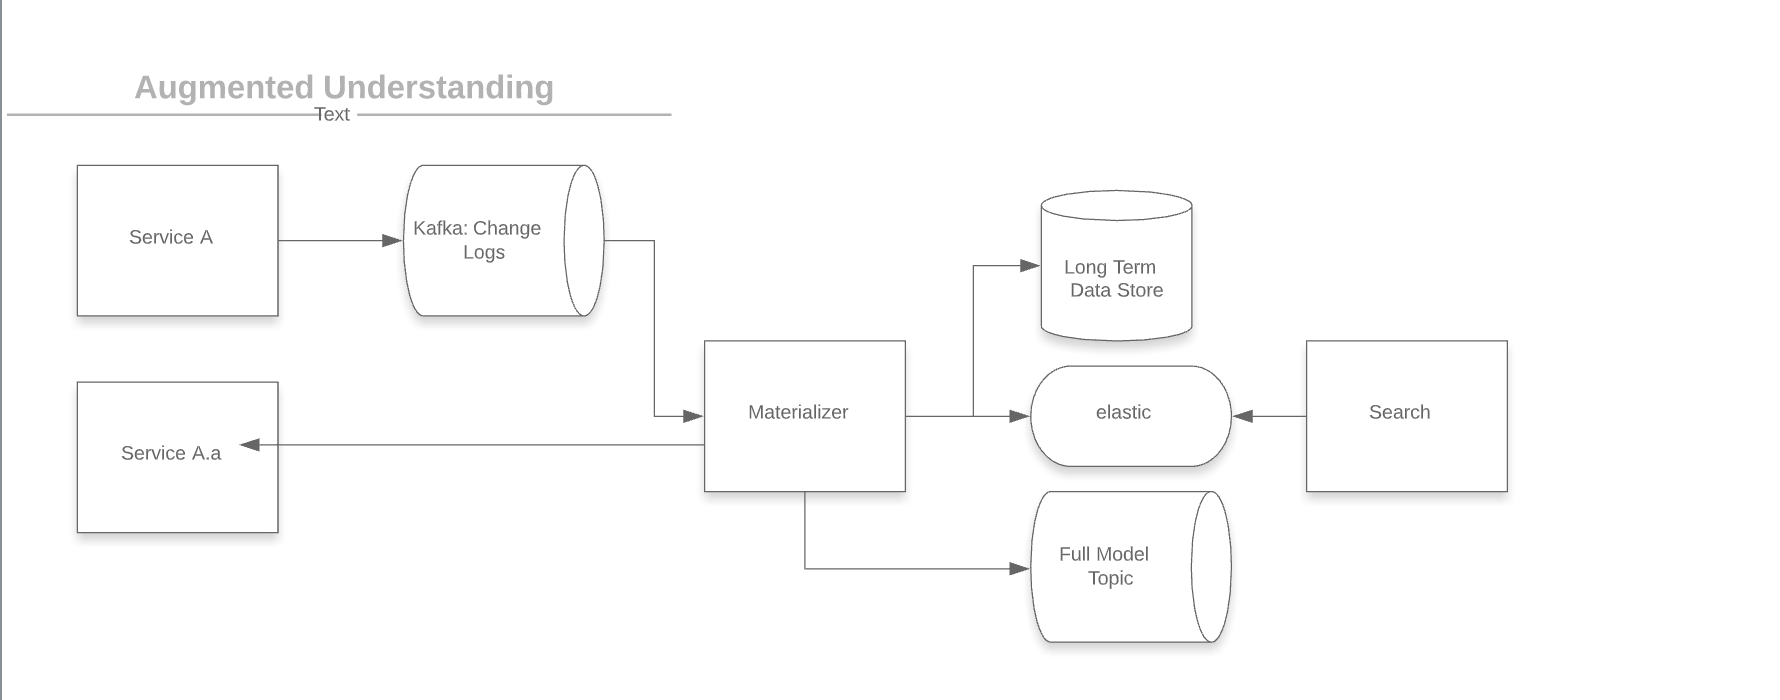 Augmented Understanding
Text
Service A
Kafka: Change
Logs
Long Term
Data Store
Materializer
elastic
Search
Service A.a
Full Model
Topic